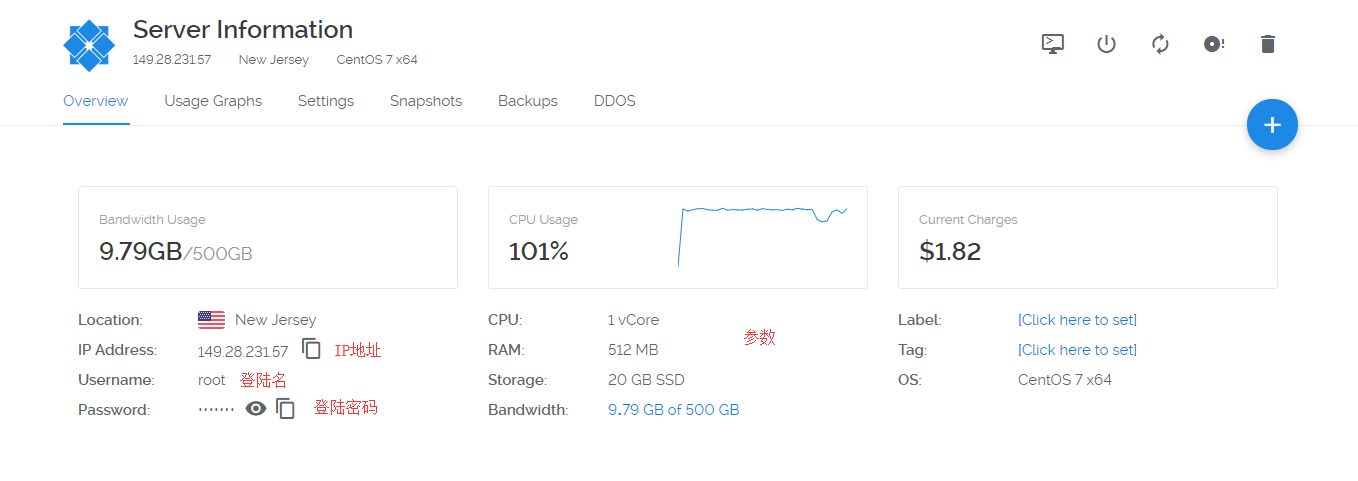 Server Information
149.28.231.57 New Jersey CentOS 7 x64
Overview Usage Graphs Settings Snapshots Backups DDOS
Bandwidth Usage
9.79GB/500GB
CPU Usage
101%
Current Charges
$1.82
Location: New Jersey
IP Address: 149.28.231.57 IP地址
Username: root 登陆名
Password: ······· 登陆密码
CPU: 1 vCore
参数
RAM: 512 MB
Storage: 20 GB SSD
Bandwidth: 9.79 GB of 500 GB
Label: [Click here to set]
Tag: [Click here to set]
OS: CentOS 7 x64